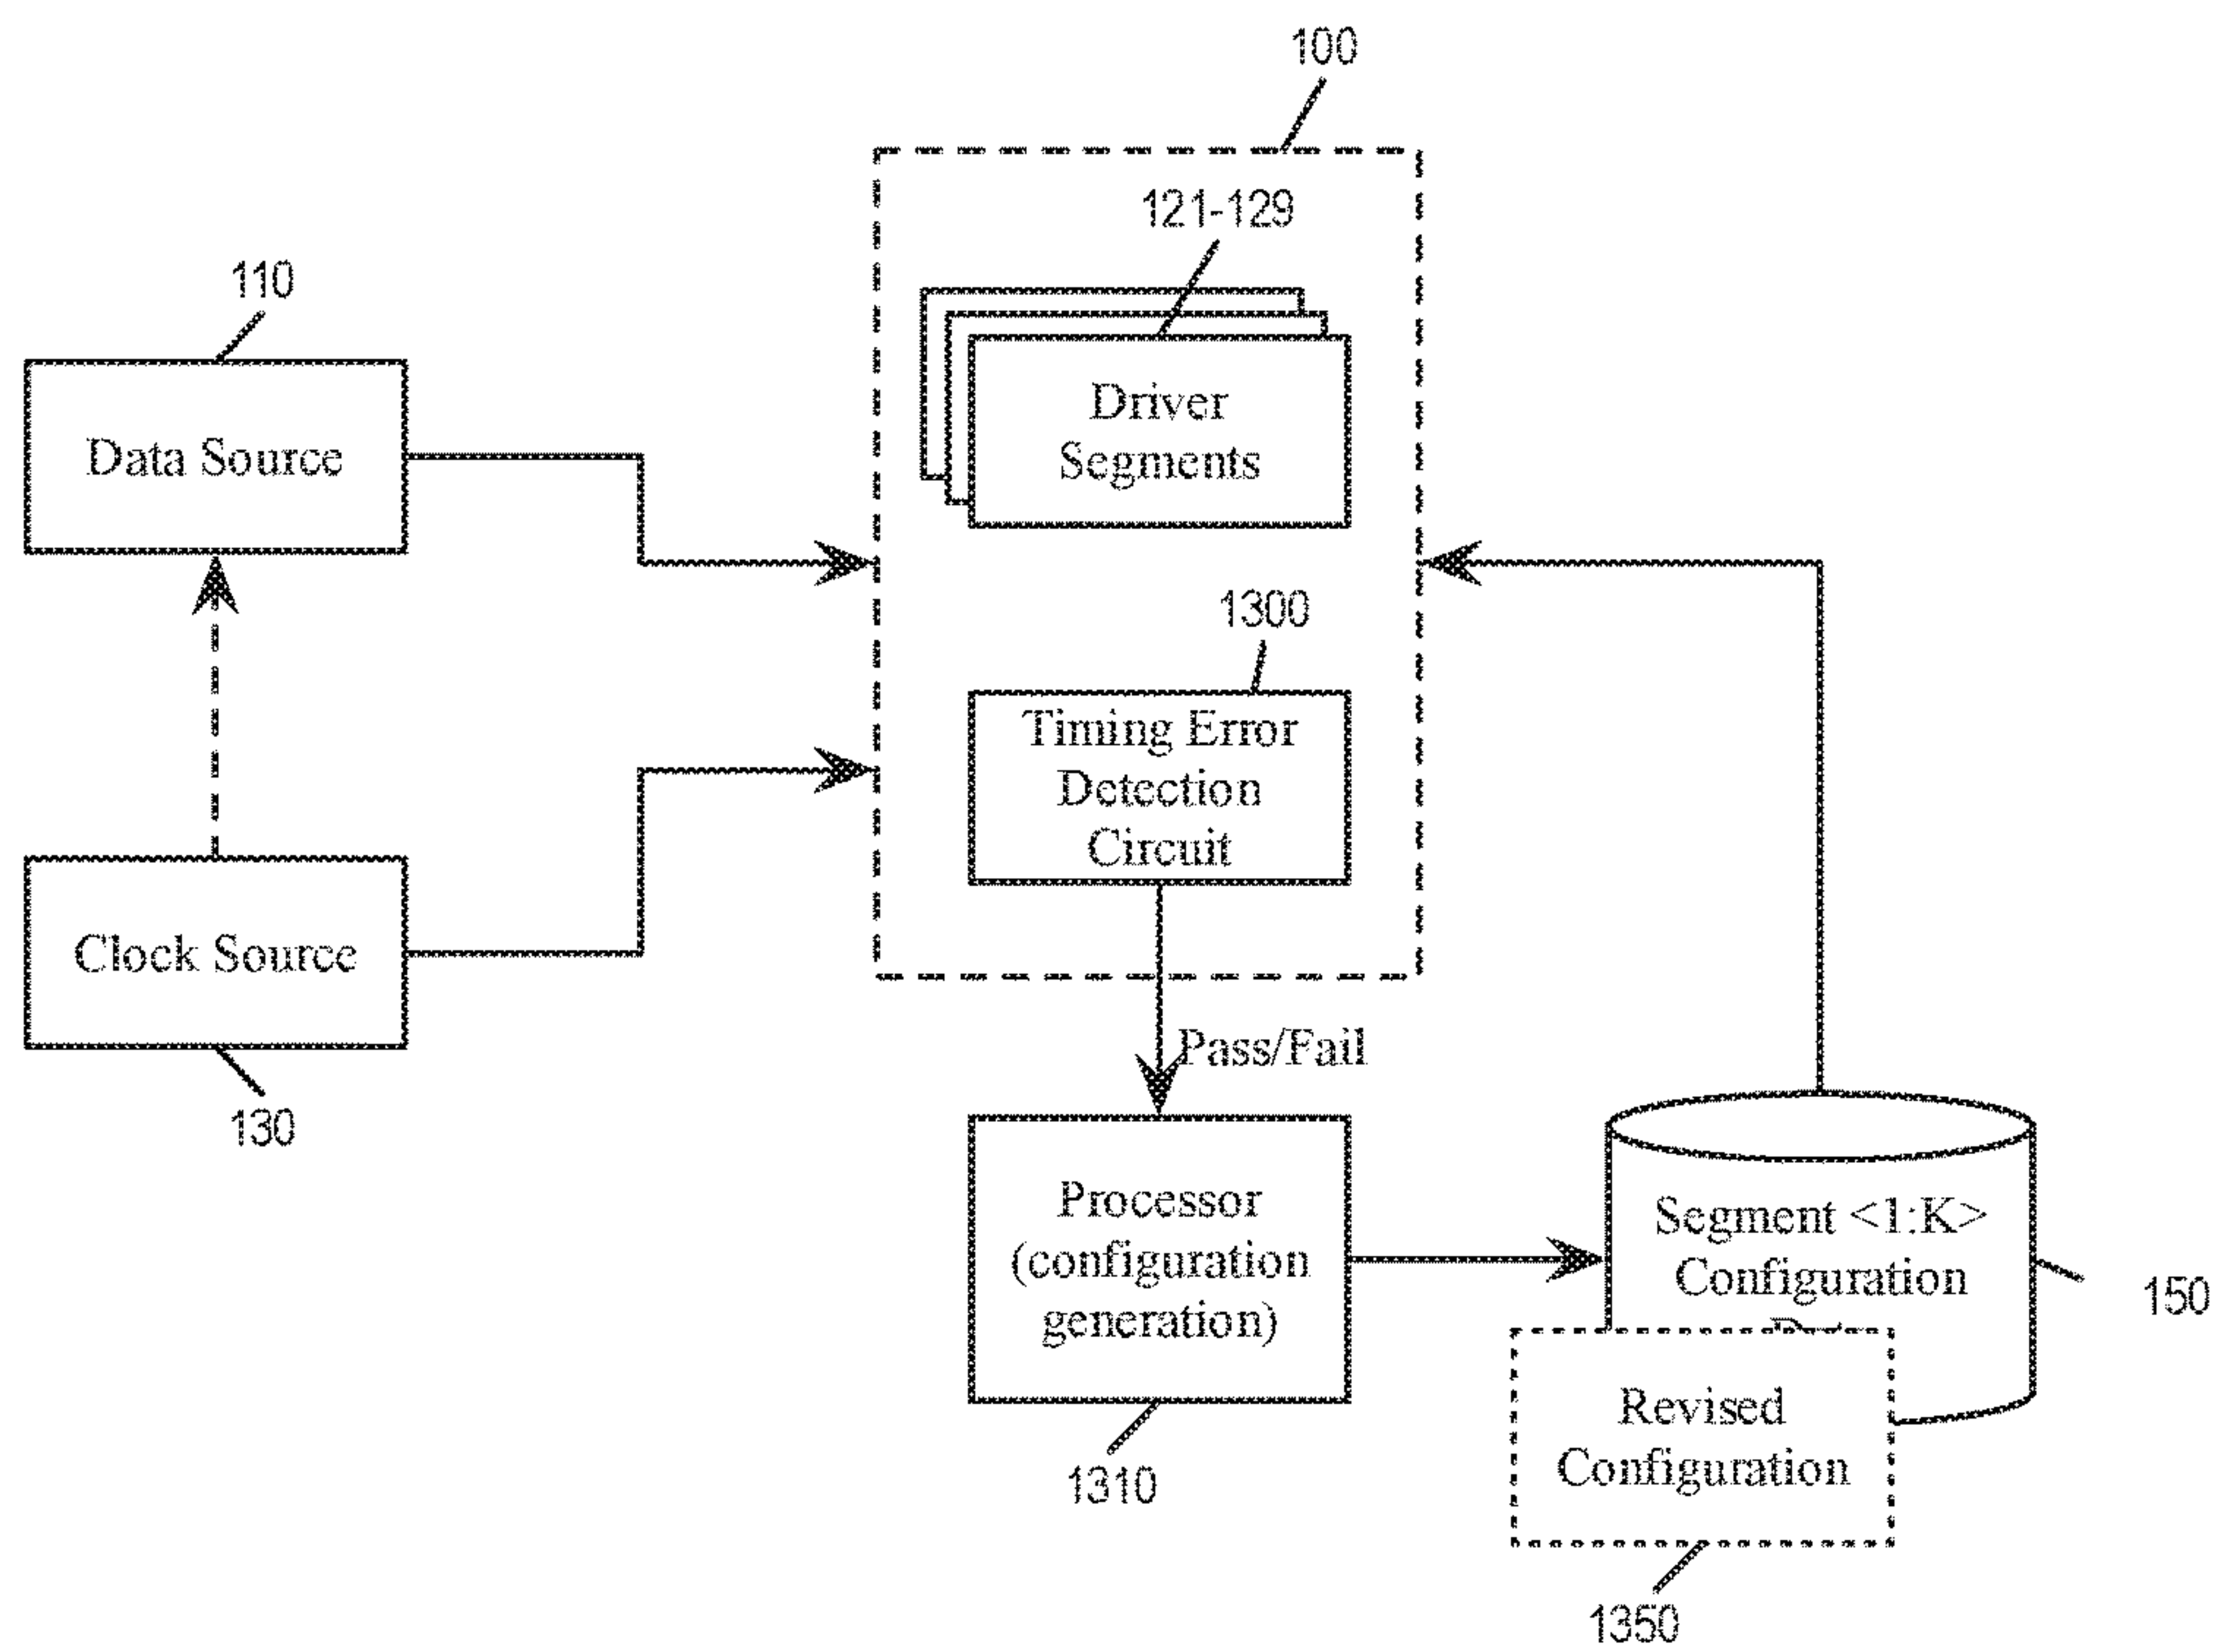 100
121-129
110
Driver
Segments
Data Source
1300
Timing Error
Detection
Circuit
Clock Source
130
Pass/Fail
Processor
(configuration
generation)
1310
Segment <1:K>
Configuration
150
Revised
Configuration
1350